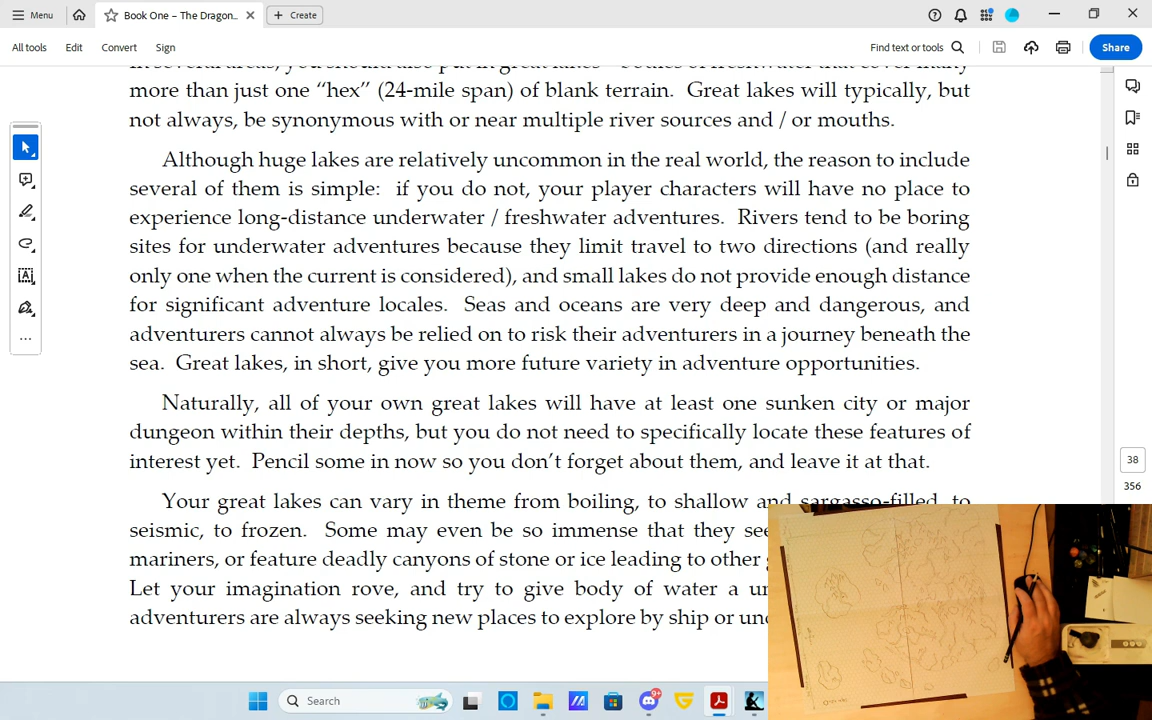 Menu
Book One – The Dragon...
Create
All tools
Edit
Convert
Sign
Find text or tools
Share
more than just one “hex” (24-mile span) of blank terrain.  Great lakes will typically, but
not always, be synonymous with or near multiple river sources and / or mouths.
Although huge lakes are relatively uncommon in the real world, the reason to include
several of them is simple:  if you do not, your player characters will have no place to
experience long-distance underwater / freshwater adventures.  Rivers tend to be boring
sites for underwater adventures because they limit travel to two directions (and really
only one when the current is considered), and small lakes do not provide enough distance
for significant adventure locales.  Seas and oceans are very deep and dangerous, and
adventurers cannot always be relied on to risk their adventurers in a journey beneath the
sea.  Great lakes, in short, give you more future variety in adventure opportunities.
Naturally, all of your own great lakes will have at least one sunken city or major
dungeon within their depths, but you do not need to specifically locate these features of
interest yet.  Pencil some in now so you don’t forget about them, and leave it at that.
Your great lakes can vary in theme from boiling, to shallow and sargasso-filled, to
seismic, to frozen.  Some may even be so immense that they see
mariners, or feature deadly canyons of stone or ice leading to other
Let your imagination rove, and try to give body of water a
adventurers are always seeking new places to explore by ship or
38
356
Search
9+